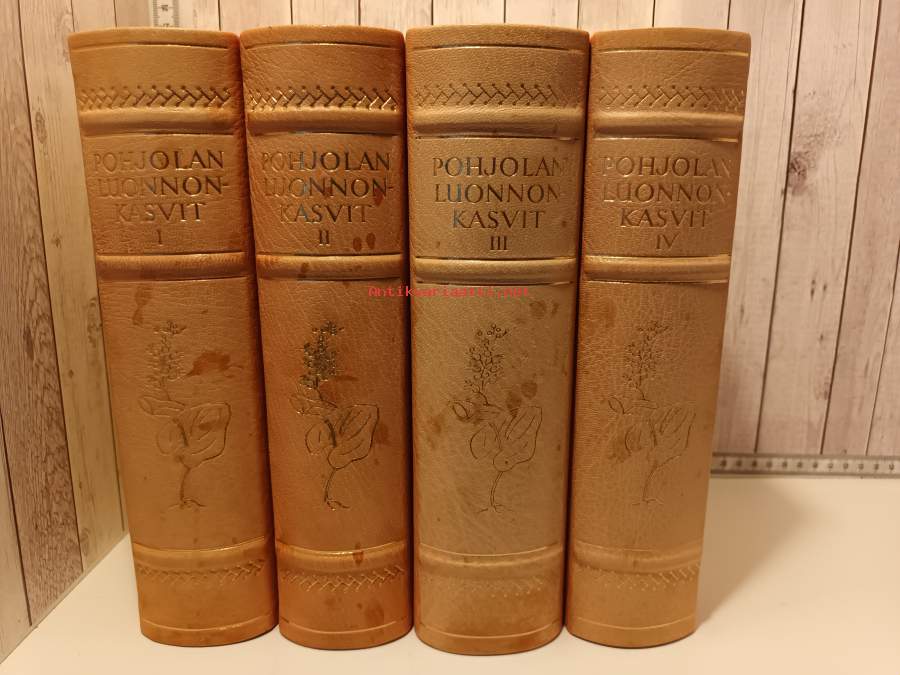 POHJOLAN
LUONNON-
KASVIT
I
POHJOLAN
LUONNON-
KASVIT
II
POHJOLAN
LUONNON-
KASVIT
III
POHJOLAN
LUONNON-
KASVIT
IV
Antikvariaatti.net